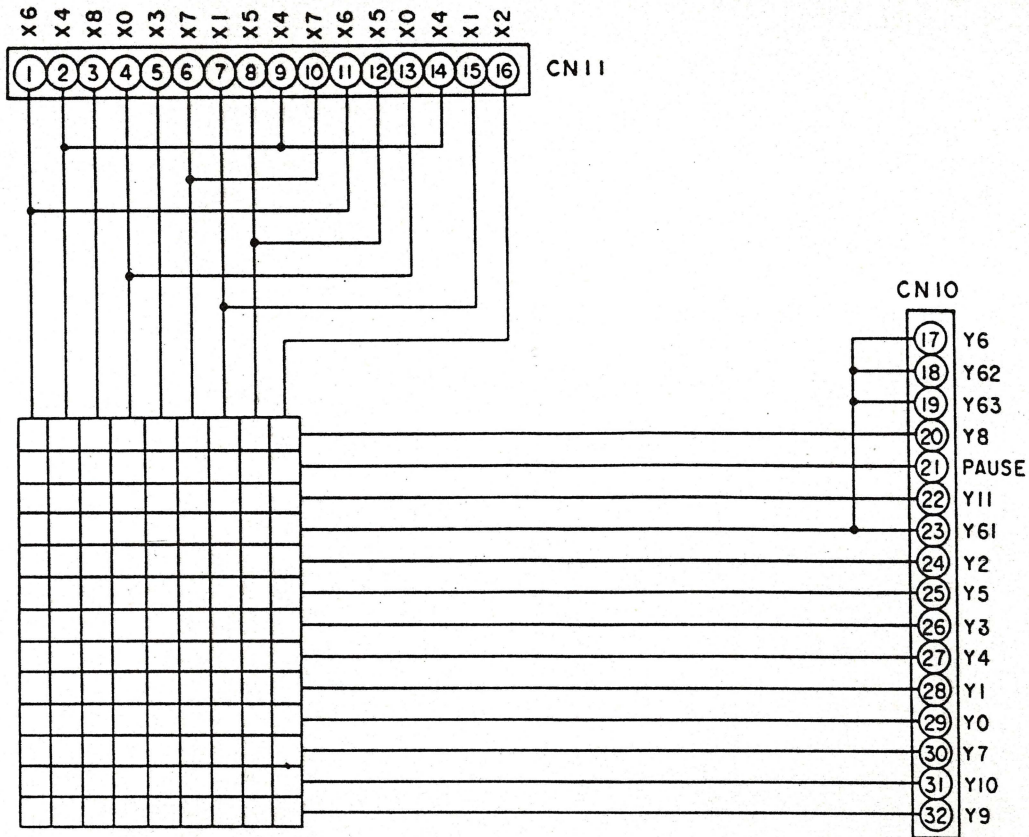 X6 X4 X8 X0 X3 X7 X1 X5 X4 X7 X6 X5 X0 X4 X1 X2
1 2 3 4 5 6 7 8 9 10 11 12 13 14 15 16 CN11
CN10
17 Y6
18 Y62
19 Y63
20 Y8
21 PAUSE
22 Y11
23 Y61
24 Y2
25 Y5
26 Y3
27 Y4
28 Y1
29 Y0
30 Y7
31 Y10
32 Y9